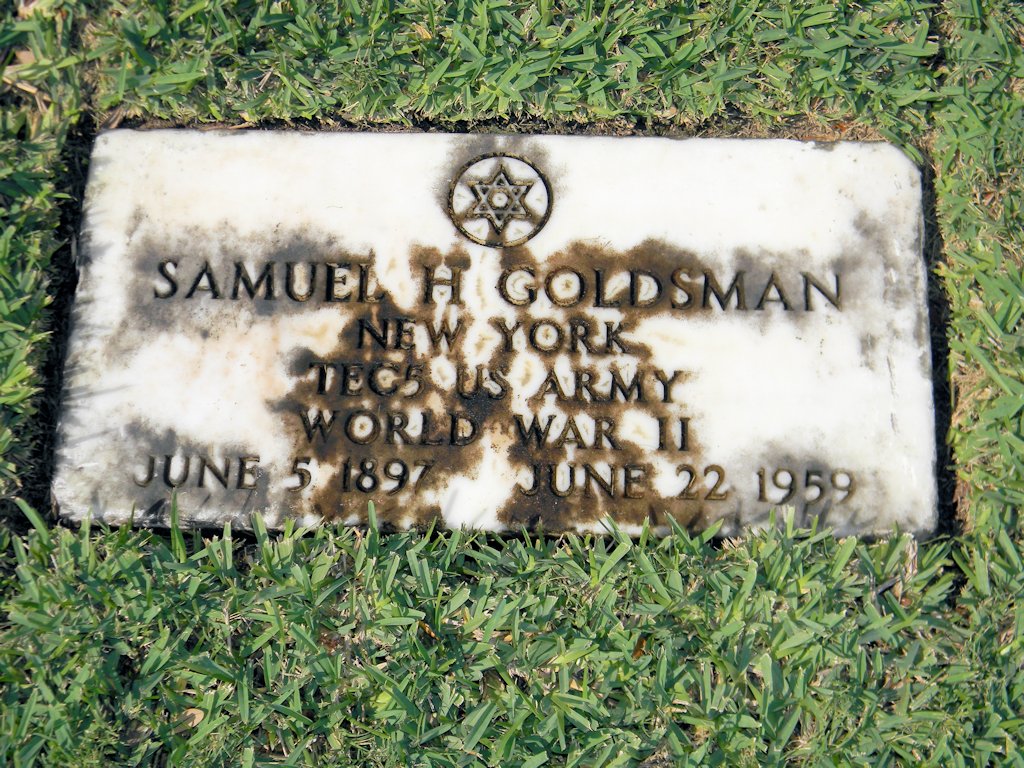 SAMUEL H GOLDSMAN
NEW YORK
TEC5 US ARMY
WORLD WAR II
JUNE 5 1897 JUNE 22 1959